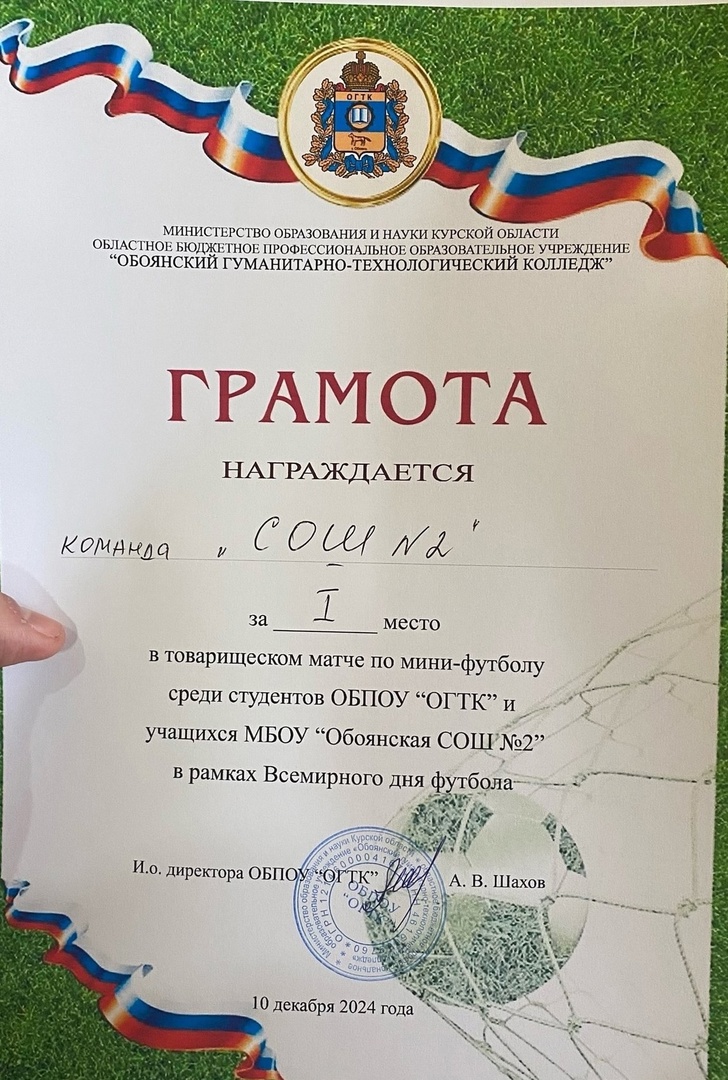 ОГТК
МИНИСТЕРСТВО ОБРАЗОВАНИЯ И НАУКИ КУРСКОЙ ОБЛАСТИ
ОБЛАСТНОЕ БЮДЖЕТНОЕ ПРОФЕССИОНАЛЬНОЕ ОБРАЗОВАТЕЛЬНОЕ УЧРЕЖДЕНИЕ
“ОБОЯНСКИЙ ГУМАНИТАРНО-ТЕХНОЛОГИЧЕСКИЙ КОЛЛЕДЖ”
ГРАМОТА
НАГРАЖДАЕТСЯ
команда „СОШ №2"
за I место
в товарищеском матче по мини-футболу
среди студентов ОБПОУ “ОГТК” и
учащихся МБОУ “Обоянская СОШ №2”
в рамках Всемирного дня футбола
И.о. директора ОБПОУ “ОГТК” А. В. Шахов
10 декабря 2024 года